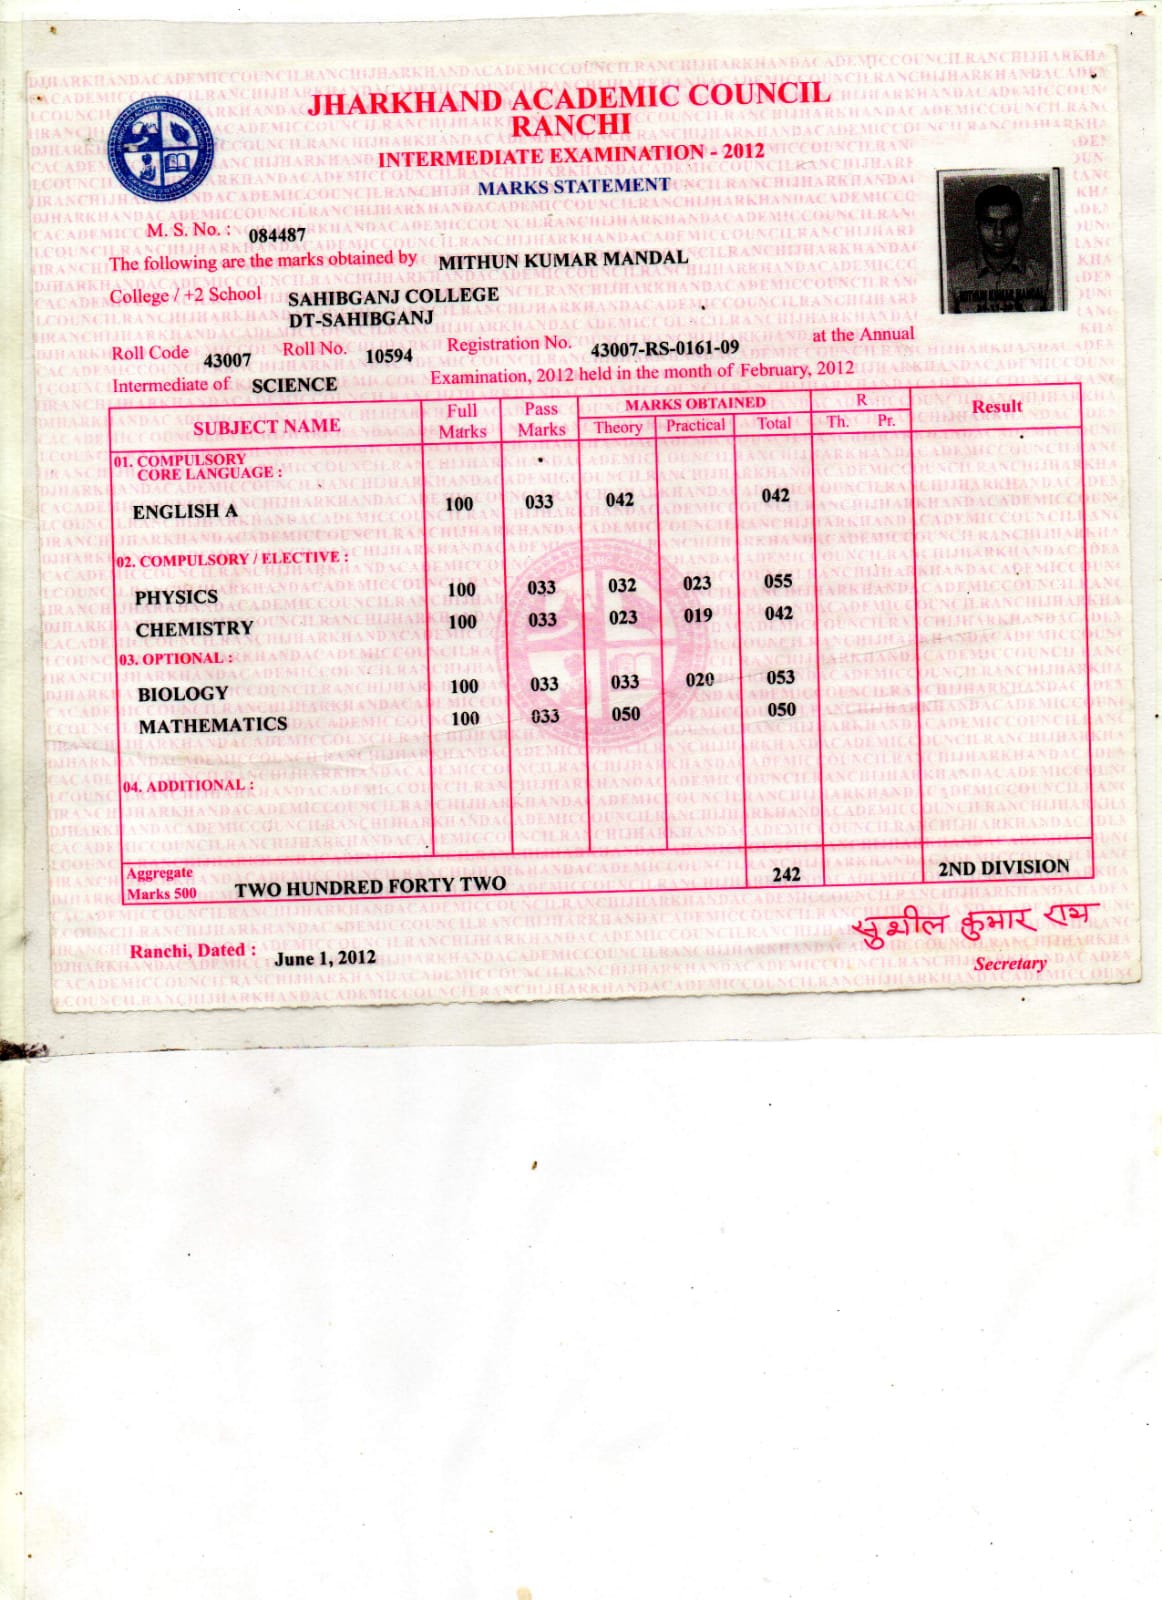 JHARKHAND ACADEMIC COUNCIL
RANCHI
INTERMEDIATE EXAMINATION - 2012
MARKS STATEMENT
M. S. No. : 084487
The following are the marks obtained by MITHUN KUMAR MANDAL
College / +2 School SAHIBGANJ COLLEGE
DT-SAHIBGANJ
Roll Code 43007 Roll No. 10594 Registration No. 43007-RS-0161-09 at the Annual
Intermediate of SCIENCE Examination, 2012 held in the month of February, 2012
SUBJECT NAME Full Marks Pass Marks MARKS OBTAINED R Result
Theory Practical Total Th. Pr.
01. COMPULSORY
CORE LANGUAGE :
ENGLISH A 100 033 042 042
02. COMPULSORY / ELECTIVE :
PHYSICS 100 033 032 023 055
CHEMISTRY 100 033 023 019 042
03. OPTIONAL :
BIOLOGY 100 033 033 020 053
MATHEMATICS 100 033 050 050
04. ADDITIONAL :
Aggregate
Marks 500 TWO HUNDRED FORTY TWO 242 2ND DIVISION
सुशील कुमार राय
Ranchi, Dated : June 1, 2012
Secretary